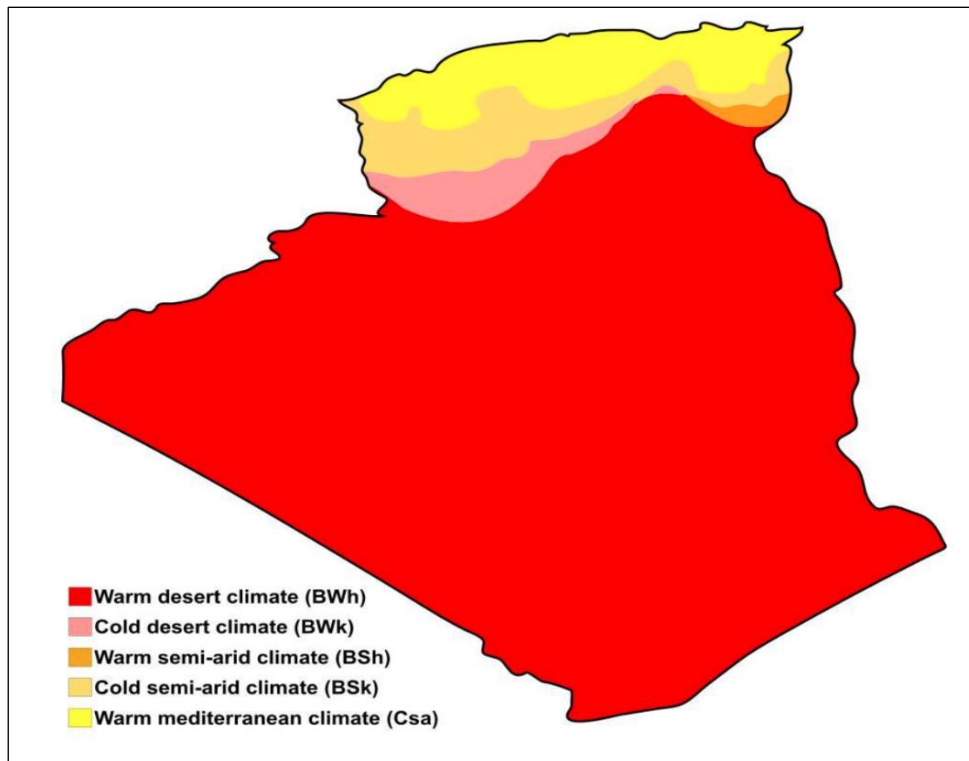 Warm desert climate (BWh)
Cold desert climate (BWk)
Warm semi-arid climate (BSh)
Cold semi-arid climate (BSk)
Warm mediterranean climate (Csa)